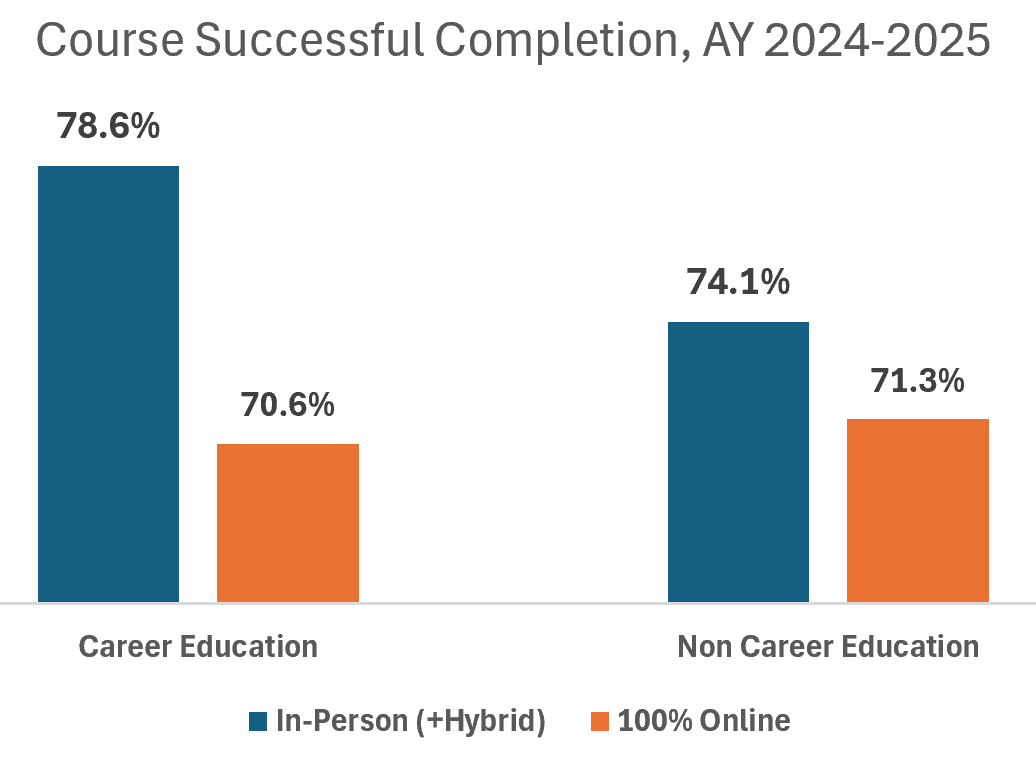 Course Successful Completion, AY 2024-2025
78.6%
70.6%
74.1%
71.3%
Career Education
Non Career Education
In-Person (+Hybrid)
100% Online